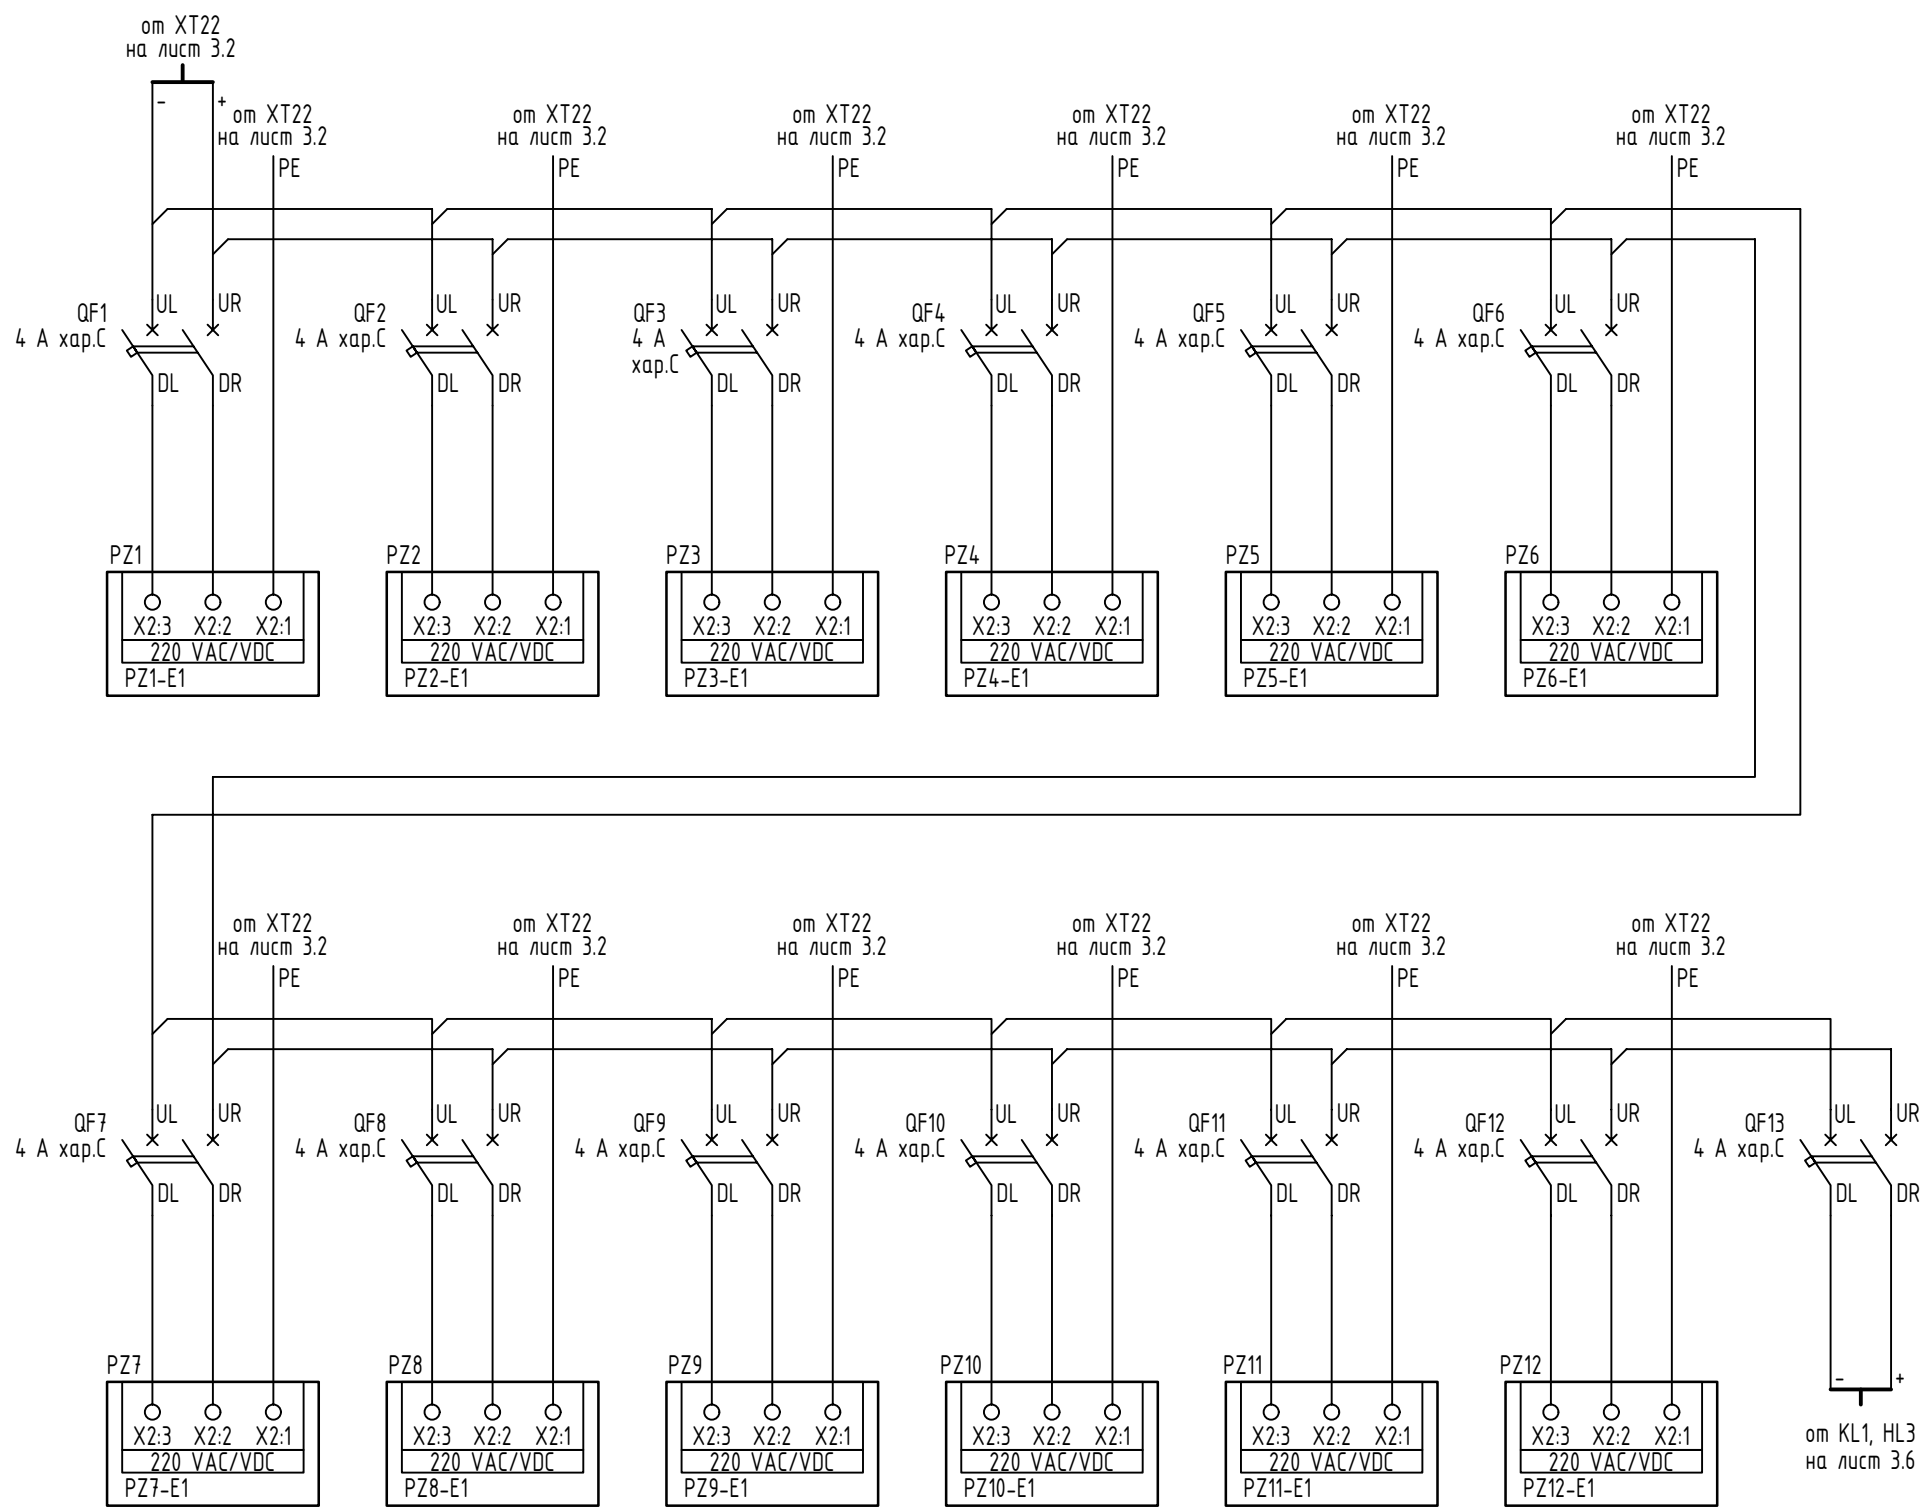 от XT22
на лист 3.2
- +
от XT22
на лист 3.2
PE
от XT22
на лист 3.2
PE
от XT22
на лист 3.2
PE
от XT22
на лист 3.2
PE
от XT22
на лист 3.2
PE
от XT22
на лист 3.2
PE
QF1
4 А хар.С
UL UR
DL DR
QF2
4 А хар.С
UL UR
DL DR
QF3
4 А
хар.С
UL UR
DL DR
QF4
4 А хар.С
UL UR
DL DR
QF5
4 А хар.С
UL UR
DL DR
QF6
4 А хар.С
UL UR
DL DR
PZ1
X2:3 X2:2 X2:1
220 VAC/VDC
PZ1-E1
PZ2
X2:3 X2:2 X2:1
220 VAC/VDC
PZ2-E1
PZ3
X2:3 X2:2 X2:1
220 VAC/VDC
PZ3-E1
PZ4
X2:3 X2:2 X2:1
220 VAC/VDC
PZ4-E1
PZ5
X2:3 X2:2 X2:1
220 VAC/VDC
PZ5-E1
PZ6
X2:3 X2:2 X2:1
220 VAC/VDC
PZ6-E1
от XT22
на лист 3.2
PE
от XT22
на лист 3.2
PE
от XT22
на лист 3.2
PE
от XT22
на лист 3.2
PE
от XT22
на лист 3.2
PE
от XT22
на лист 3.2
PE
QF7
4 А хар.С
UL UR
DL DR
QF8
4 А хар.С
UL UR
DL DR
QF9
4 А хар.С
UL UR
DL DR
QF10
4 А хар.С
UL UR
DL DR
QF11
4 А хар.С
UL UR
DL DR
QF12
4 А хар.С
UL UR
DL DR
QF13
4 А хар.С
UL UR
DL DR
PZ7
X2:3 X2:2 X2:1
220 VAC/VDC
PZ7-E1
PZ8
X2:3 X2:2 X2:1
220 VAC/VDC
PZ8-E1
PZ9
X2:3 X2:2 X2:1
220 VAC/VDC
PZ9-E1
PZ10
X2:3 X2:2 X2:1
220 VAC/VDC
PZ10-E1
PZ11
X2:3 X2:2 X2:1
220 VAC/VDC
PZ11-E1
PZ12
X2:3 X2:2 X2:1
220 VAC/VDC
PZ12-E1
- +
от KL1, HL3
на лист 3.6